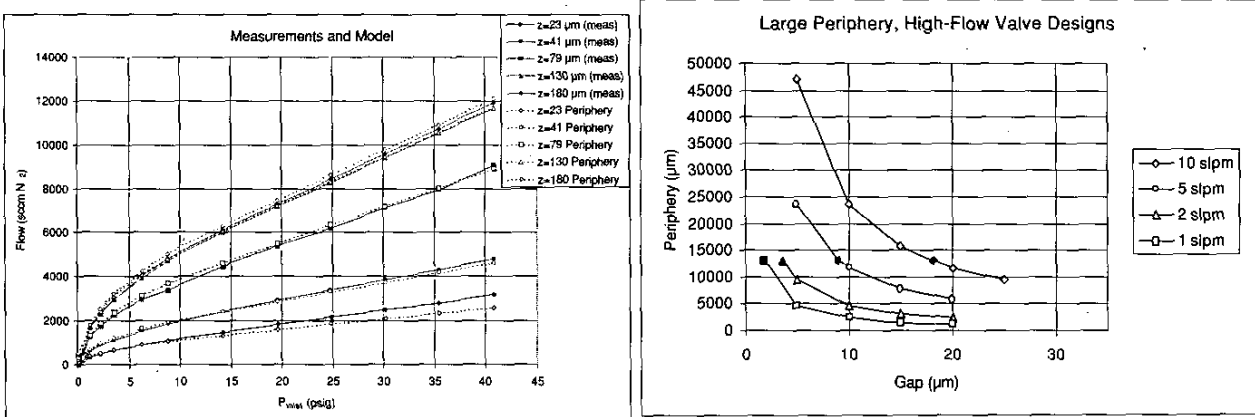 Measurements and Model
14000
12000
10000
8000
6000
4000
2000
0
Flow (sccm N2)
0 5 10 15 20 25 30 35 40 45
(psig)
z=23 µm (meas)
z=41 µm (meas)
z=79 µm (meas)
z=130 µm (meas)
z=180 µm (meas)
z=23 Periphery
z=41 Periphery
z=79 Periphery
z=130 Periphery
z=180 Periphery
Large Periphery, High-Flow Valve Designs
50000
45000
40000
35000
30000
25000
20000
15000
10000
5000
0
Periphery (µm)
0 10 20 30
Gap (µm)
10 slpm
5 slpm
2 slpm
1 slpm